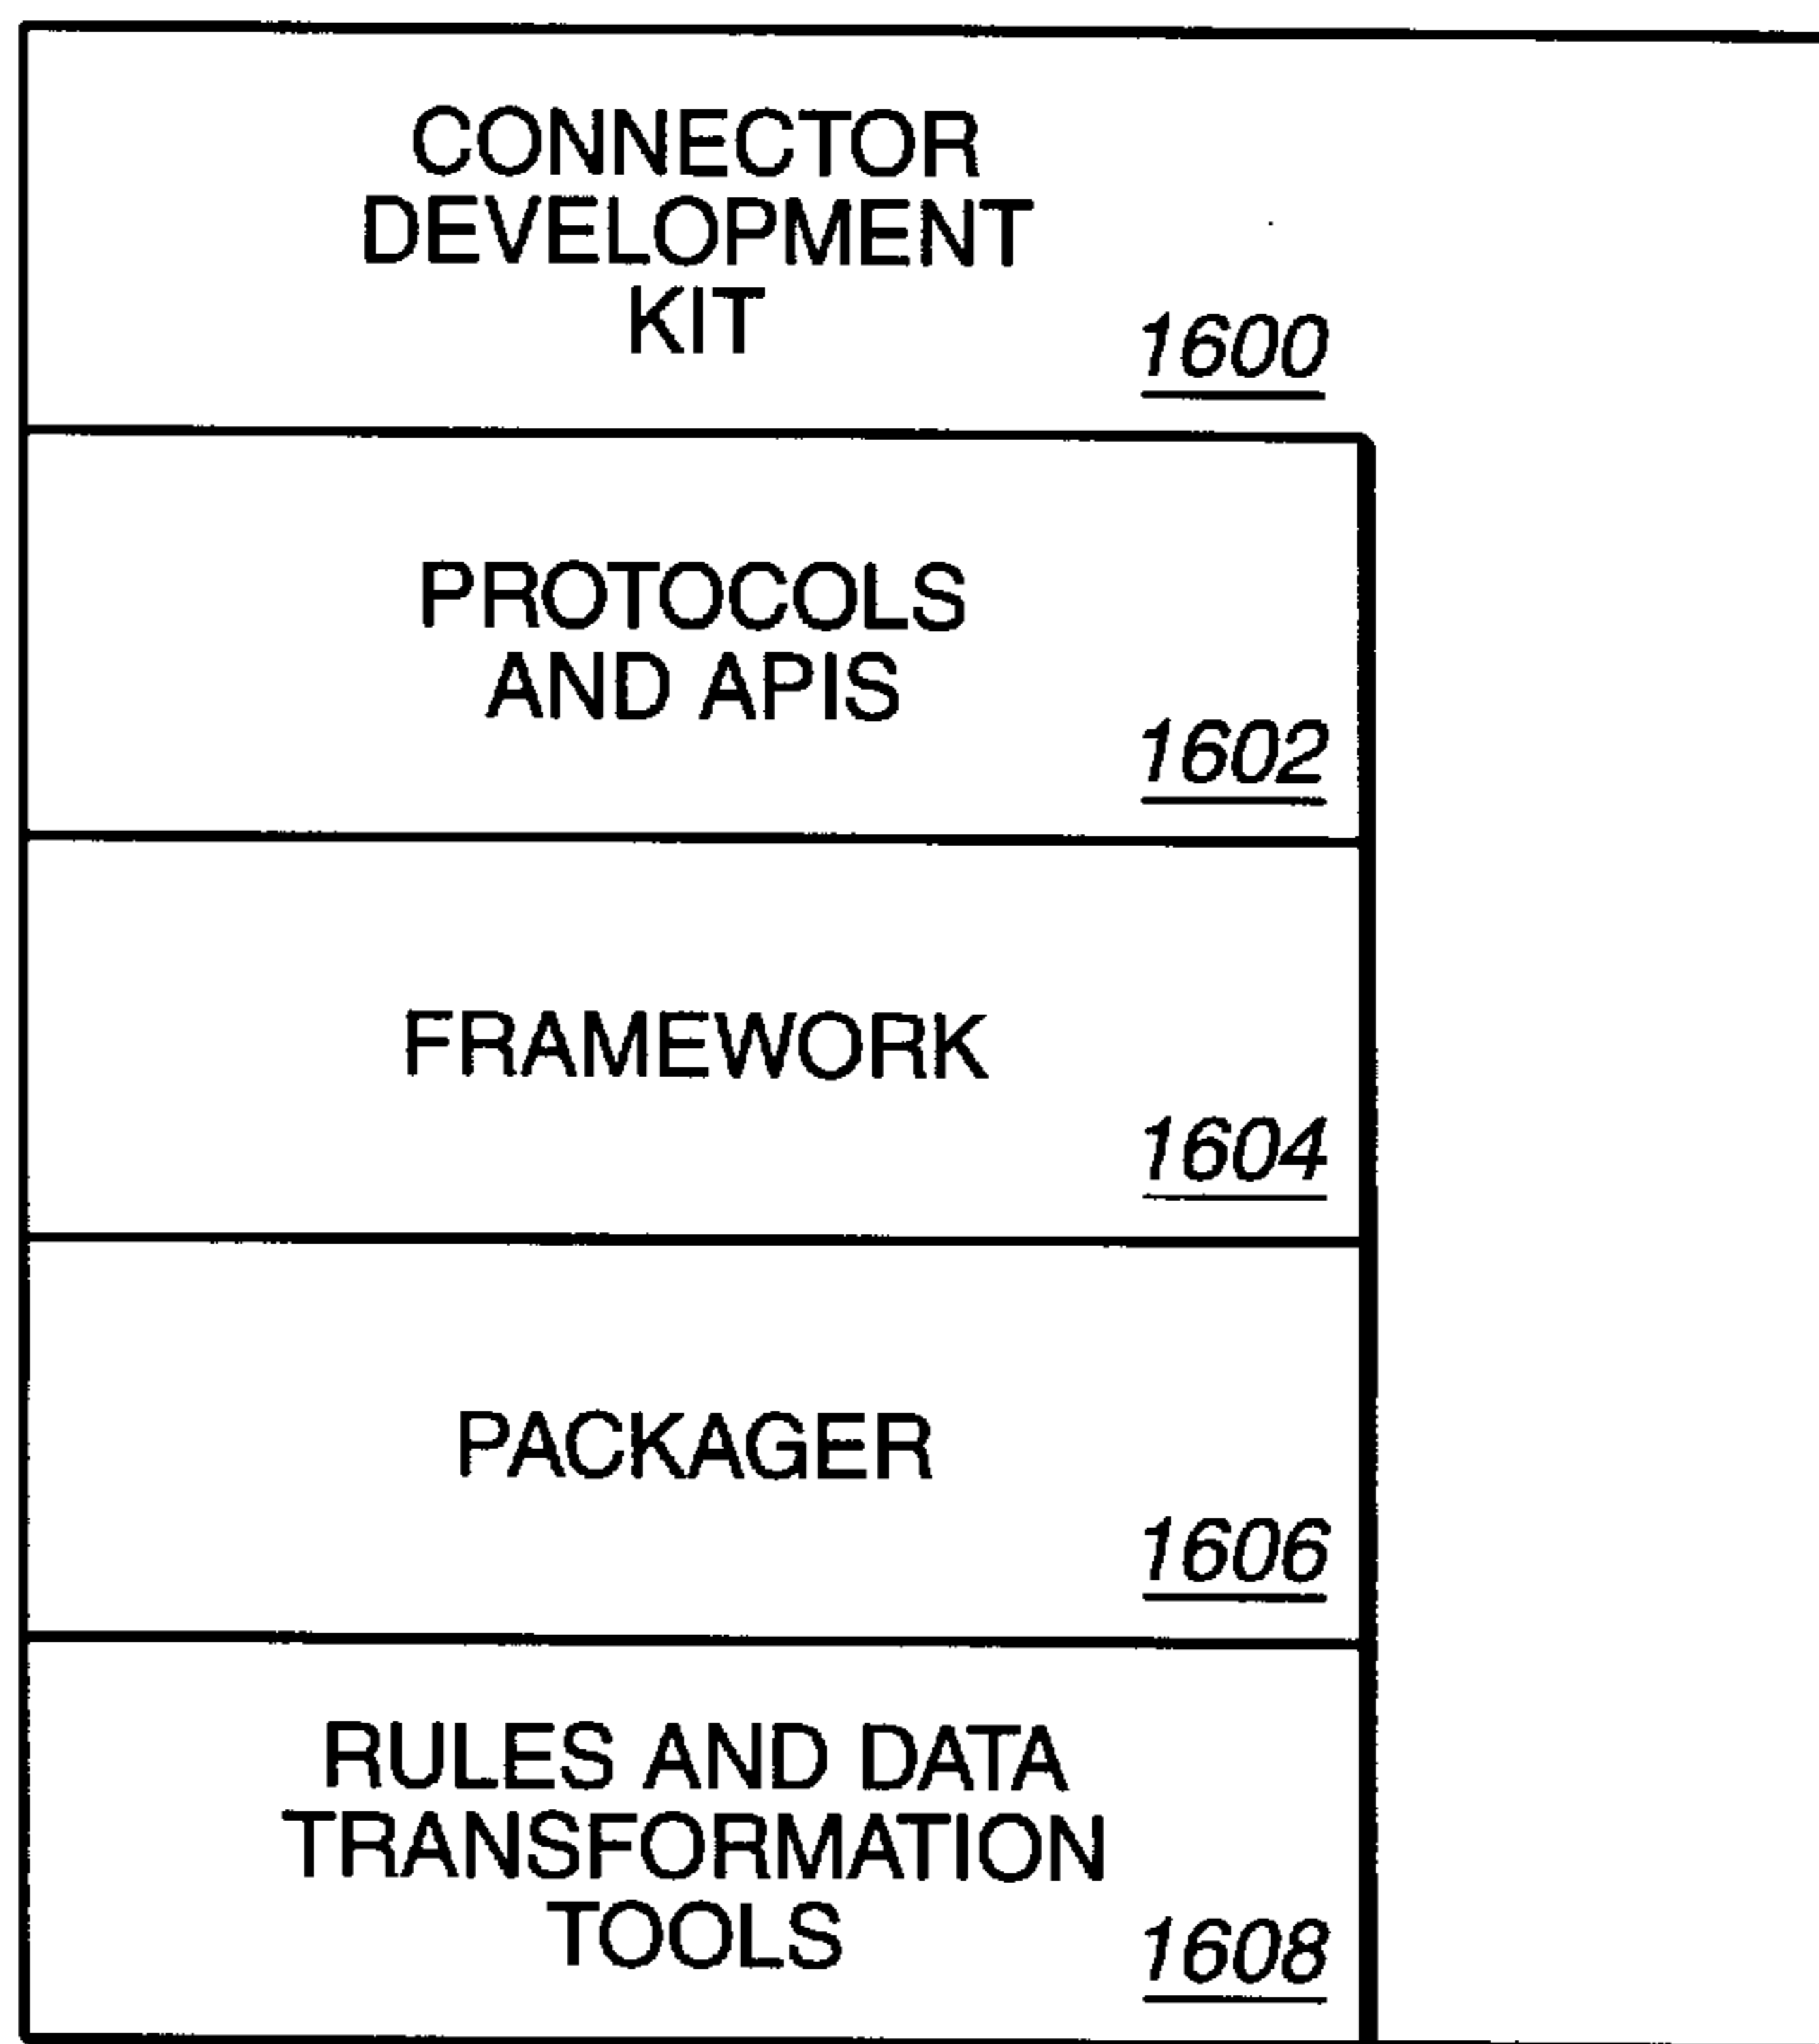 CONNECTOR
DEVELOPMENT
KIT
1600
PROTOCOLS
AND APIS
1602
FRAMEWORK
1604
PACKAGER
1606
RULES AND DATA
TRANSFORMATION
TOOLS
1608